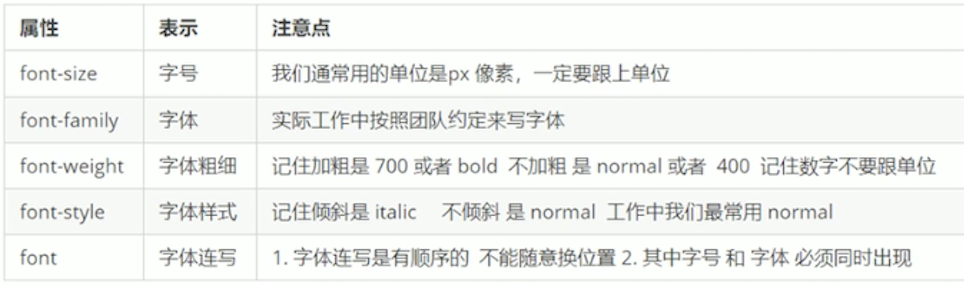 属性 表示 注意点
font-size 字号 我们通常用的单位是px 像素，一定要跟上单位
font-family 字体 实际工作中按照团队约定来写字体
font-weight 字体粗细 记住加粗是 700 或者 bold 不加粗 是 normal 或者 400 记住数字不要跟单位
font-style 字体样式 记住倾斜是 italic 不倾斜 是 normal 工作中我们最常用 normal
font 字体连写 1. 字体连写是有顺序的 不能随意换位置 2. 其中字号 和 字体 必须同时出现